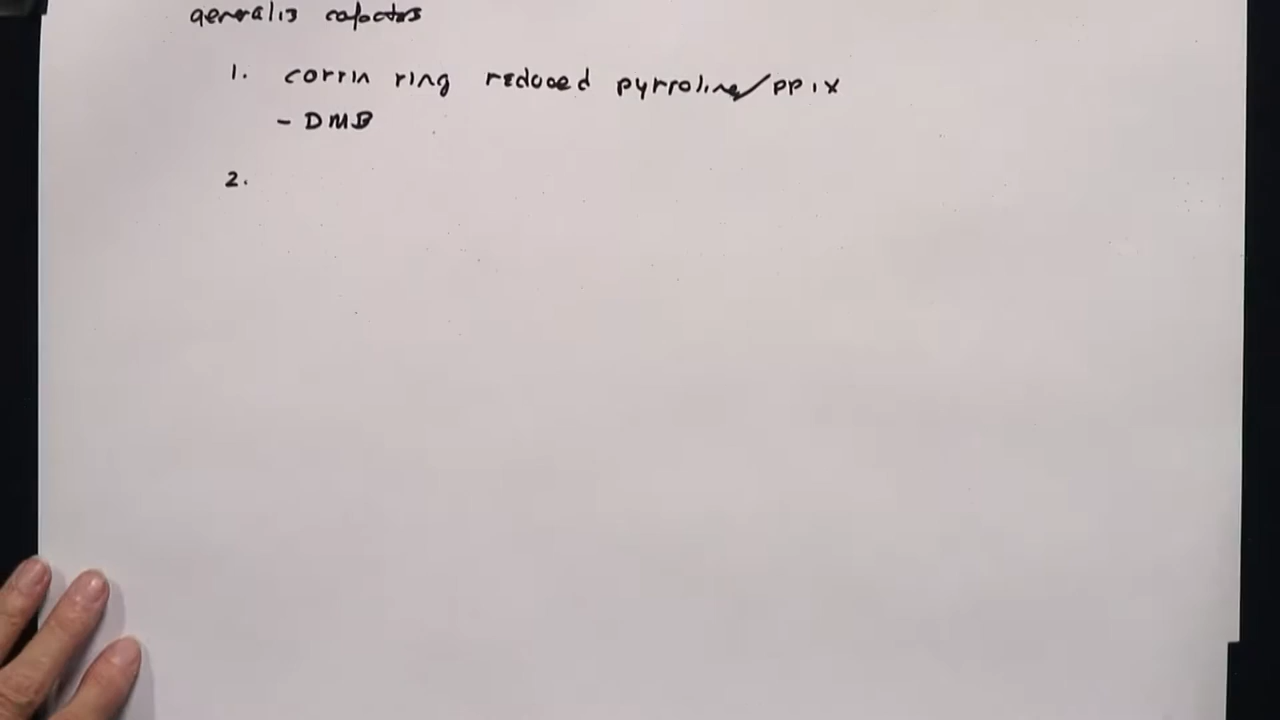 generalis cofactors
1. corrin ring reduced pyrroline/PPIX
- DMB
2.